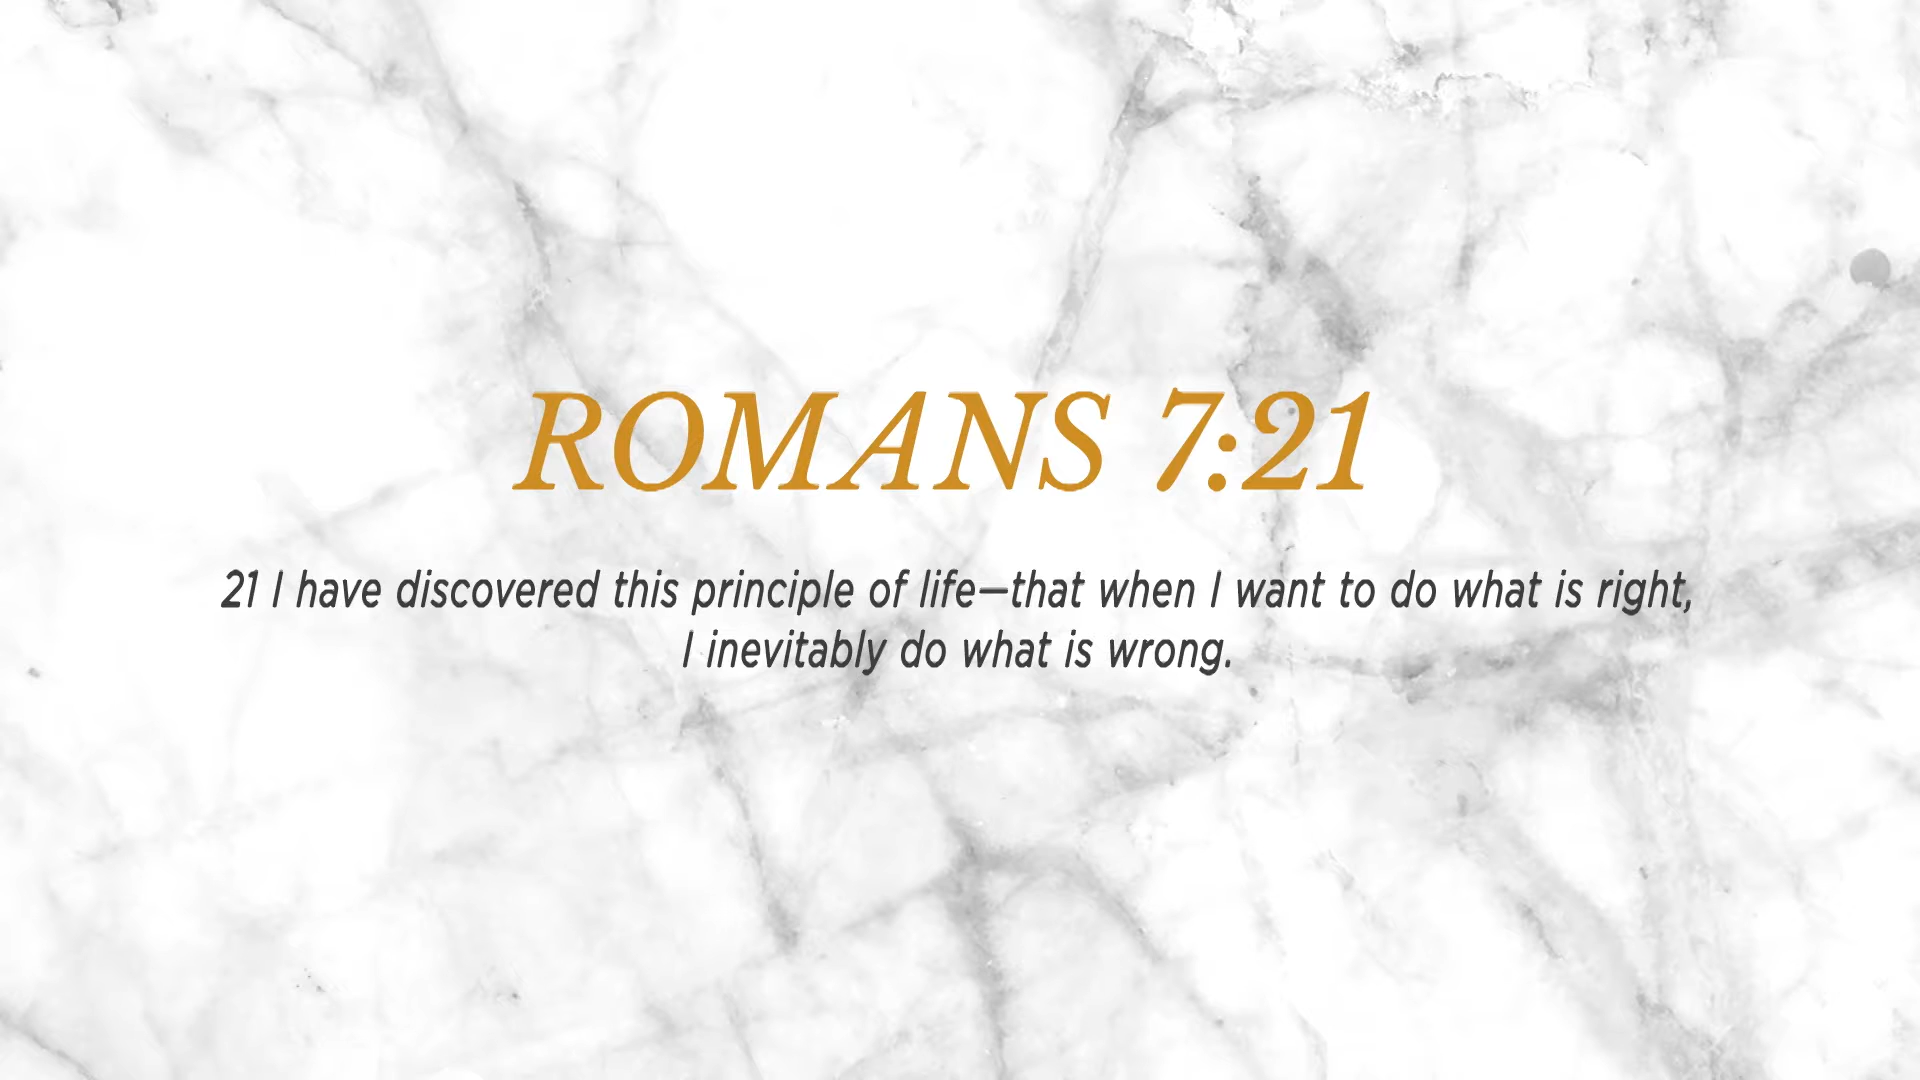 ROMANS 7:21
21 I have discovered this principle of life—that when I want to do what is right,
I inevitably do what is wrong.